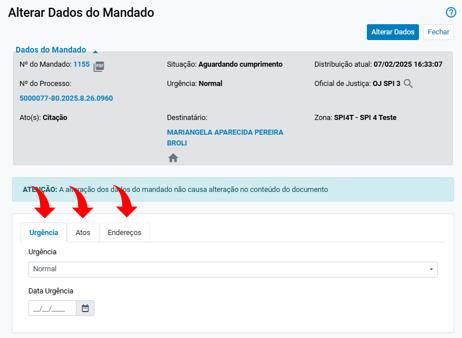 Alterar Dados do Mandado
Alterar Dados Fechar
Dados do Mandado
Nº do Mandado: 1155 Situação: Aguardando cumprimento Distribuição atual: 07/02/2025 16:33:07
Nº do Processo: Urgência: Normal Oficial de Justiça: OJ SPI 3
5000077-80.2025.8.26.0960
Ato(s): Citação Destinatário: Zona: SPI4T - SPI 4 Teste
MARIANGELA APARECIDA PEREIRA
BROLI
ATENÇÃO: A alteração dos dados do mandado não causa alteração no conteúdo do documento
Urgência Atos Endereços
Urgência
Normal
Data Urgência
__/__/____